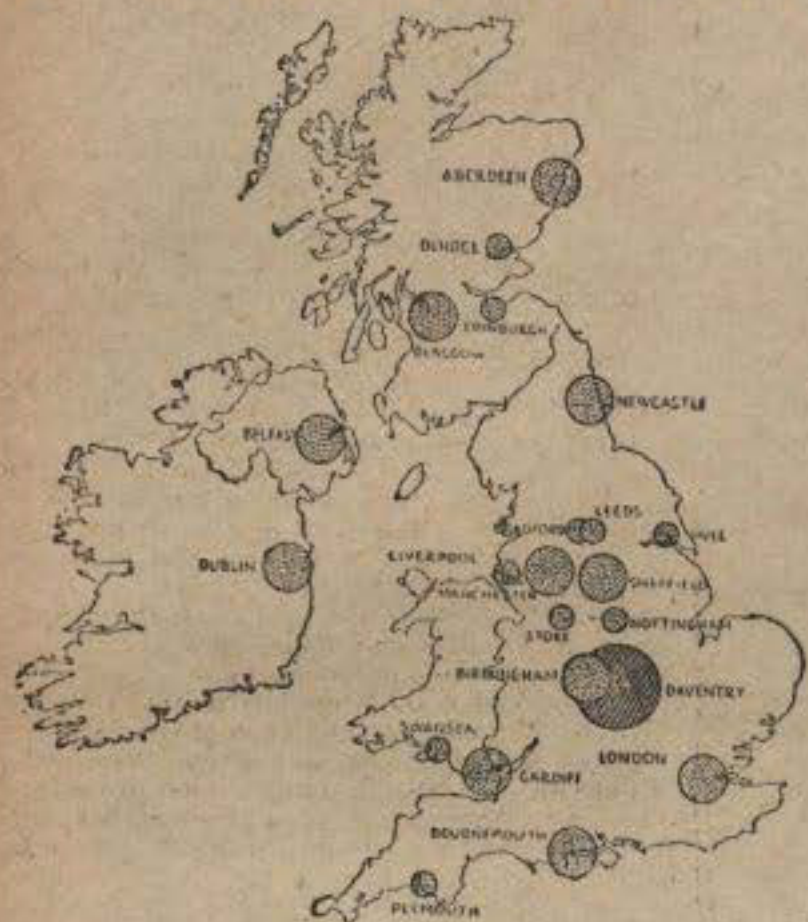 ABERDEEN
DUNDEE
EDINBURGH
GLASGOW
NEWCASTLE
BELFAST
LEEDS
BRADFORD
HULL
DUBLIN
LIVERPOOL
MANCHESTER
SHEFFIELD
STOKE
NOTTINGHAM
BIRMINGHAM
DAVENTRY
SWANSEA
LONDON
CARDIFF
BOURNEMOUTH
PLYMOUTH